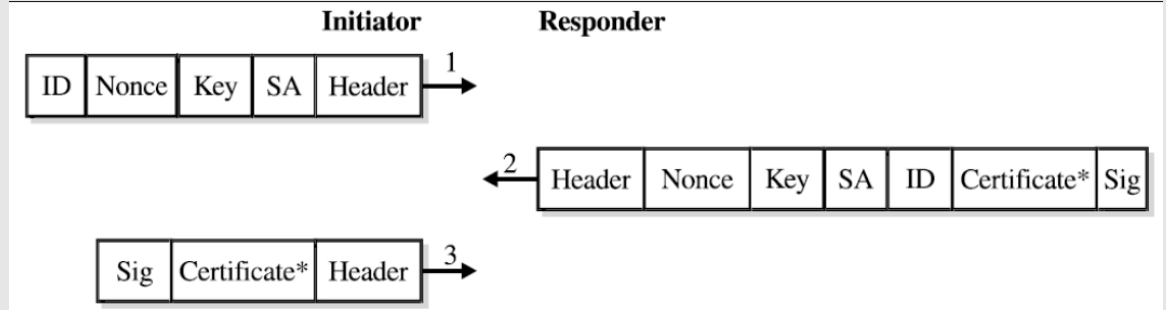 Initiator Responder
ID Nonce Key SA Header 1
2 Header Nonce Key SA ID Certificate* Sig
Sig Certificate* Header 3